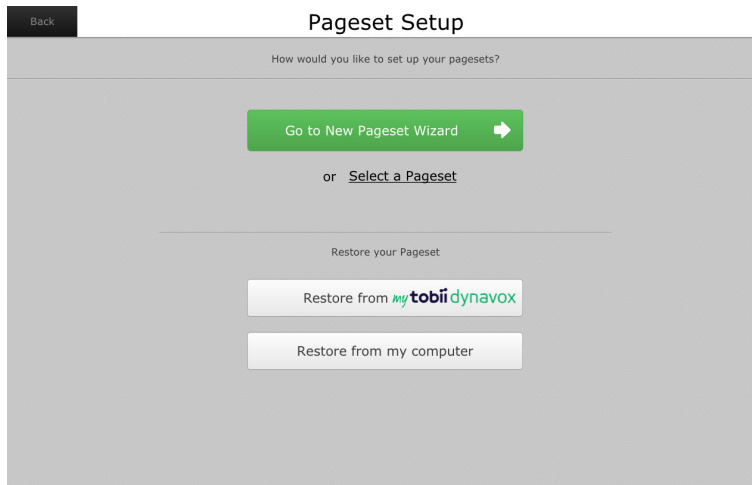 Back
Pageset Setup
How would you like to set up your pagesets?
Go to New Pageset Wizard
or Select a Pageset
Restore your Pageset
Restore from my tobii dynavox
Restore from my computer